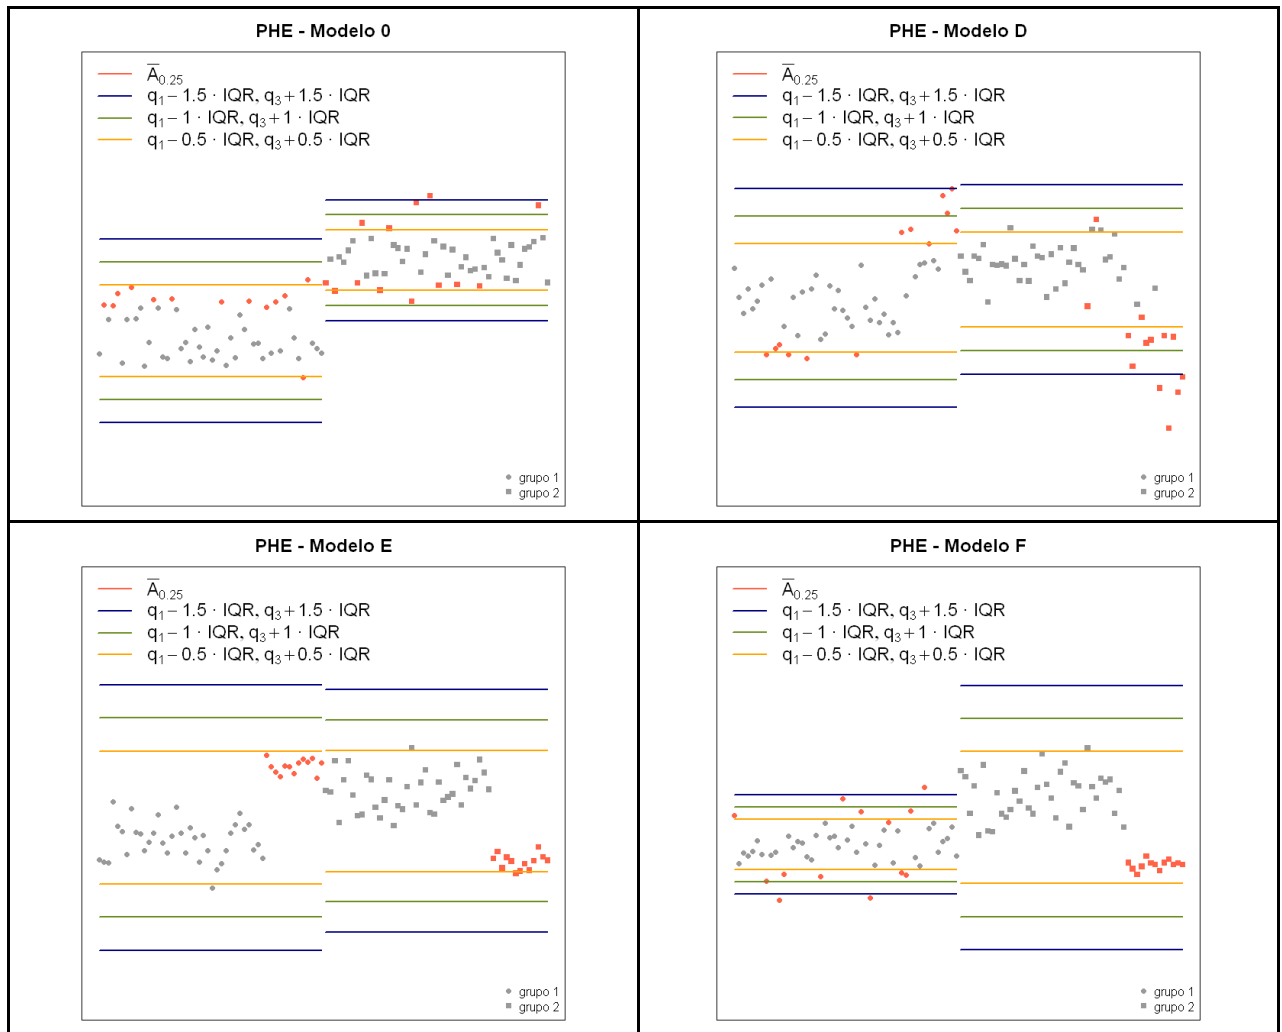 PHE - Modelo 0
A̅0.25
q1 − 1.5 · IQR, q3 + 1.5 · IQR
q1 − 1 · IQR, q3 + 1 · IQR
q1 − 0.5 · IQR, q3 + 0.5 · IQR
grupo 1
grupo 2
PHE - Modelo D
A̅0.25
q1 − 1.5 · IQR, q3 + 1.5 · IQR
q1 − 1 · IQR, q3 + 1 · IQR
q1 − 0.5 · IQR, q3 + 0.5 · IQR
grupo 1
grupo 2
PHE - Modelo E
A̅0.25
q1 − 1.5 · IQR, q3 + 1.5 · IQR
q1 − 1 · IQR, q3 + 1 · IQR
q1 − 0.5 · IQR, q3 + 0.5 · IQR
grupo 1
grupo 2
PHE - Modelo F
A̅0.25
q1 − 1.5 · IQR, q3 + 1.5 · IQR
q1 − 1 · IQR, q3 + 1 · IQR
q1 − 0.5 · IQR, q3 + 0.5 · IQR
grupo 1
grupo 2